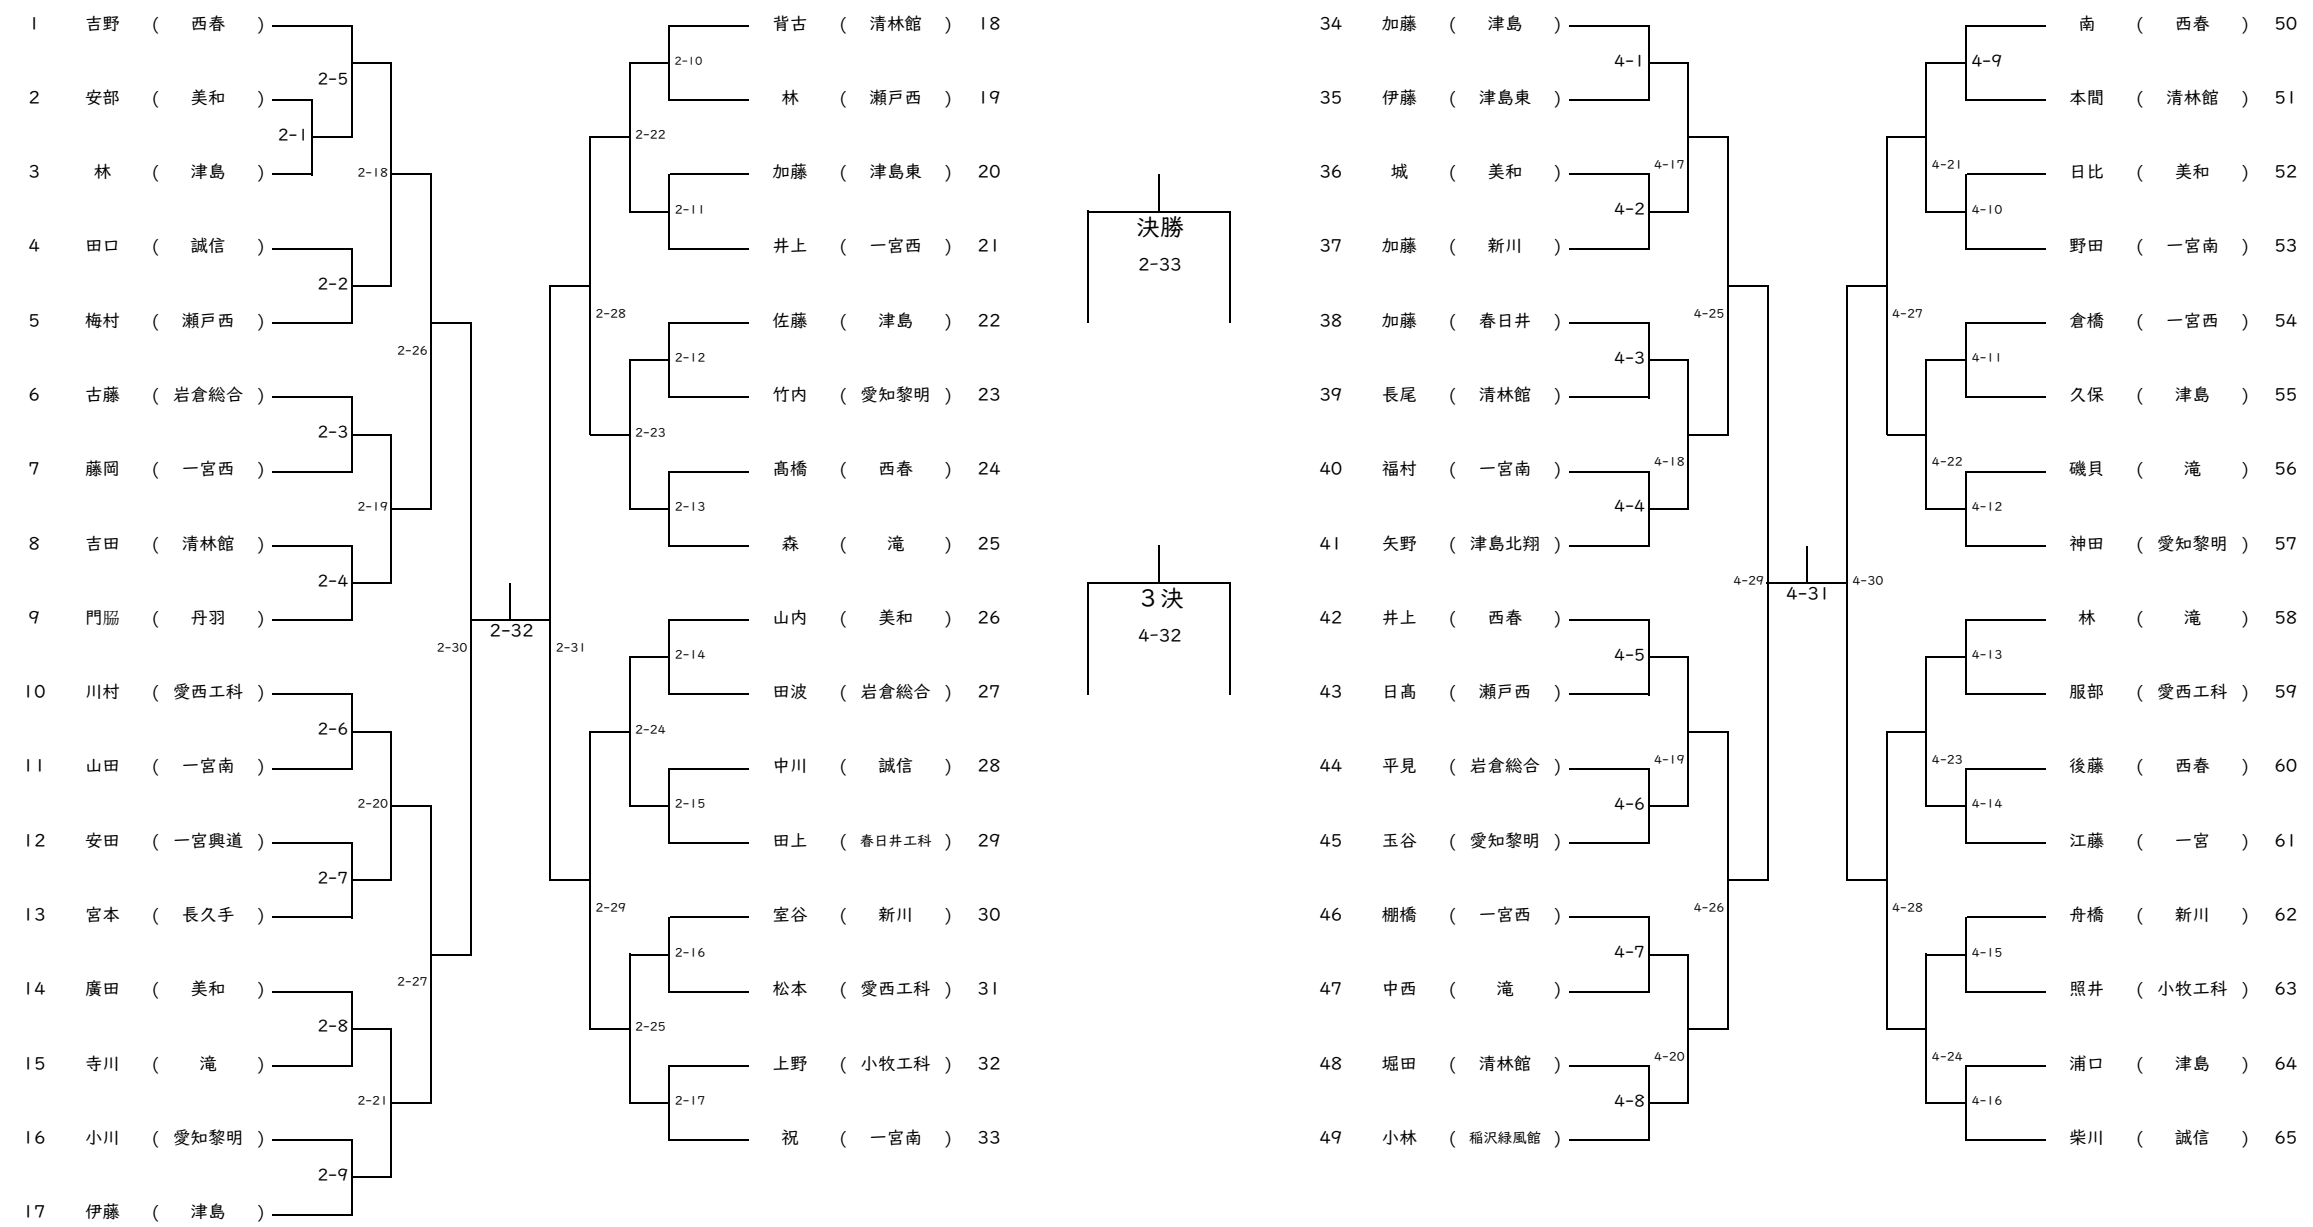 1 吉野 ( 西春 )
2-5
2 安部 ( 美和 )
2-1
3 林 ( 津島 )
2-18
4 田口 ( 誠信 )
2-2
5 梅村 ( 瀬戸西 )
2-26
6 古藤 ( 岩倉総合 )
2-3
7 藤岡 ( 一宮西 )
2-19
8 吉田 ( 清林館 )
2-4
9 門脇 ( 丹羽 )
2-30
10 川村 ( 愛西工科 )
2-6
11 山田 ( 一宮南 )
2-20
12 安田 ( 一宮興道 )
2-7
13 宮本 ( 長久手 )
2-27
14 廣田 ( 美和 )
2-8
15 寺川 ( 滝 )
2-21
16 小川 ( 愛知黎明 )
2-9
17 伊藤 ( 津島 )
2-32
背古 ( 清林館 ) 18
2-10
林 ( 瀬戸西 ) 19
2-22
加藤 ( 津島東 ) 20
2-11
井上 ( 一宮西 ) 21
2-28
佐藤 ( 津島 ) 22
2-12
竹内 ( 愛知黎明 ) 23
2-23
髙橋 ( 西春 ) 24
2-13
森 ( 滝 ) 25
2-31
山内 ( 美和 ) 26
2-14
田波 ( 岩倉総合 ) 27
2-24
中川 ( 誠信 ) 28
2-15
田上 ( 春日井工科 ) 29
2-29
室谷 ( 新川 ) 30
2-16
松本 ( 愛西工科 ) 31
2-25
上野 ( 小牧工科 ) 32
2-17
祝 ( 一宮南 ) 33
決勝
2-33
３決
4-32
34 加藤 ( 津島 )
4-1
35 伊藤 ( 津島東 )
4-17
36 城 ( 美和 )
4-2
37 加藤 ( 新川 )
4-25
38 加藤 ( 春日井 )
4-3
39 長尾 ( 清林館 )
4-18
40 福村 ( 一宮南 )
4-4
41 矢野 ( 津島北翔 )
4-29
42 井上 ( 西春 )
4-5
43 日髙 ( 瀬戸西 )
4-19
44 平見 ( 岩倉総合 )
4-6
45 玉谷 ( 愛知黎明 )
4-26
46 棚橋 ( 一宮西 )
4-7
47 中西 ( 滝 )
4-20
48 堀田 ( 清林館 )
4-8
49 小林 ( 稲沢緑風館 )
4-31
南 ( 西春 ) 50
4-9
本間 ( 清林館 ) 51
4-21
日比 ( 美和 ) 52
4-10
野田 ( 一宮南 ) 53
4-27
倉橋 ( 一宮西 ) 54
4-11
久保 ( 津島 ) 55
4-22
磯貝 ( 滝 ) 56
4-12
神田 ( 愛知黎明 ) 57
4-30
林 ( 滝 ) 58
4-13
服部 ( 愛西工科 ) 59
4-23
後藤 ( 西春 ) 60
4-14
江藤 ( 一宮 ) 61
4-28
舟橋 ( 新川 ) 62
4-15
照井 ( 小牧工科 ) 63
4-24
浦口 ( 津島 ) 64
4-16
柴川 ( 誠信 ) 65